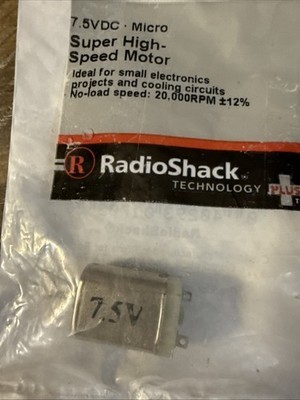 7.5VDC · Micro
Super High-
Speed Motor
Ideal for small electronics
projects and cooling circuits
No-load speed: 20,000RPM ±12%
R RadioShack
TECHNOLOGY PLUS
7.5V